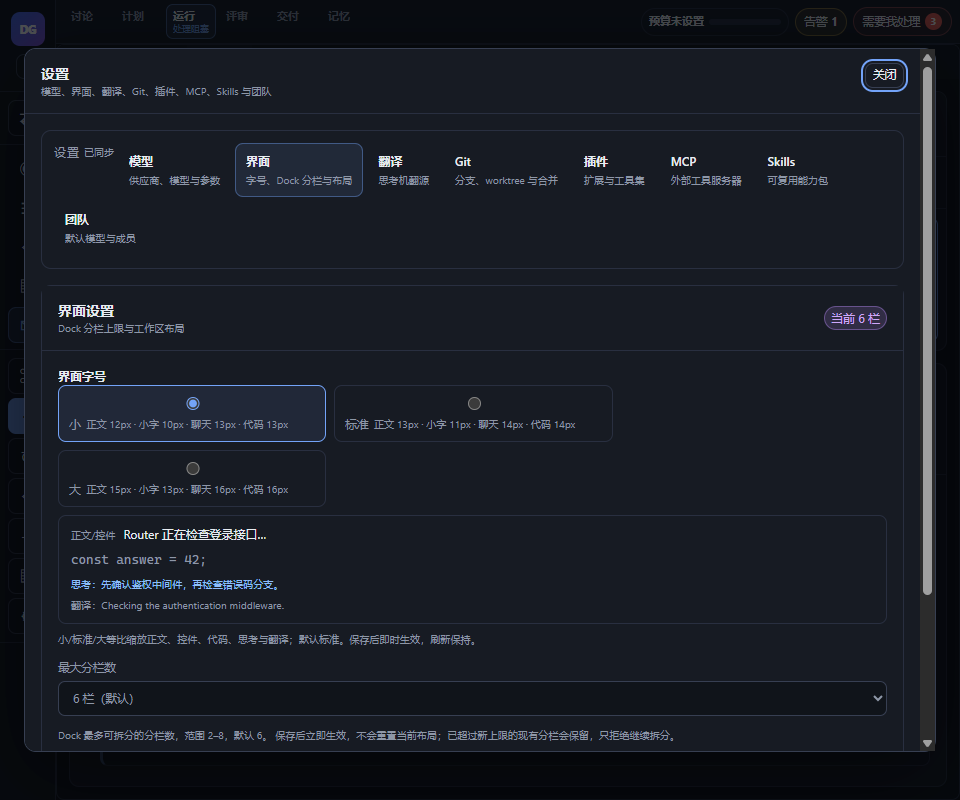 DG
讨论
计划
运行
处理阻塞
评审
交付
记忆
预算未设置
告警 1
需要我处理 3
设置
模型、界面、翻译、Git、插件、MCP、Skills 与团队
关闭
设置 已同步
模型
供应商、模型与参数
界面
字号、Dock 分栏与布局
翻译
思考机翻源
Git
分支、worktree 与合并
插件
扩展与工具集
MCP
外部工具服务器
Skills
可复用能力包
团队
默认模型与成员
界面设置
Dock 分栏上限与工作区布局
当前 6 栏
界面字号
小 正文 12px · 小字 10px · 聊天 13px · 代码 13px
标准 正文 13px · 小字 11px · 聊天 14px · 代码 14px
大 正文 15px · 小字 13px · 聊天 16px · 代码 16px
正文/控件 Router 正在检查登录接口...
const answer = 42;
思考：先确认鉴权中间件，再检查错误码分支。
翻译：Checking the authentication middleware.
小/标准/大等比缩放正文、控件、代码、思考与翻译；默认标准。保存后即时生效，刷新保持。
最大分栏数
6 栏（默认）
Dock 最多可拆分的分栏数，范围 2–8，默认 6。 保存后立即生效，不会重置当前布局；已超过新上限的现有分栏会保留，只拒绝继续拆分。